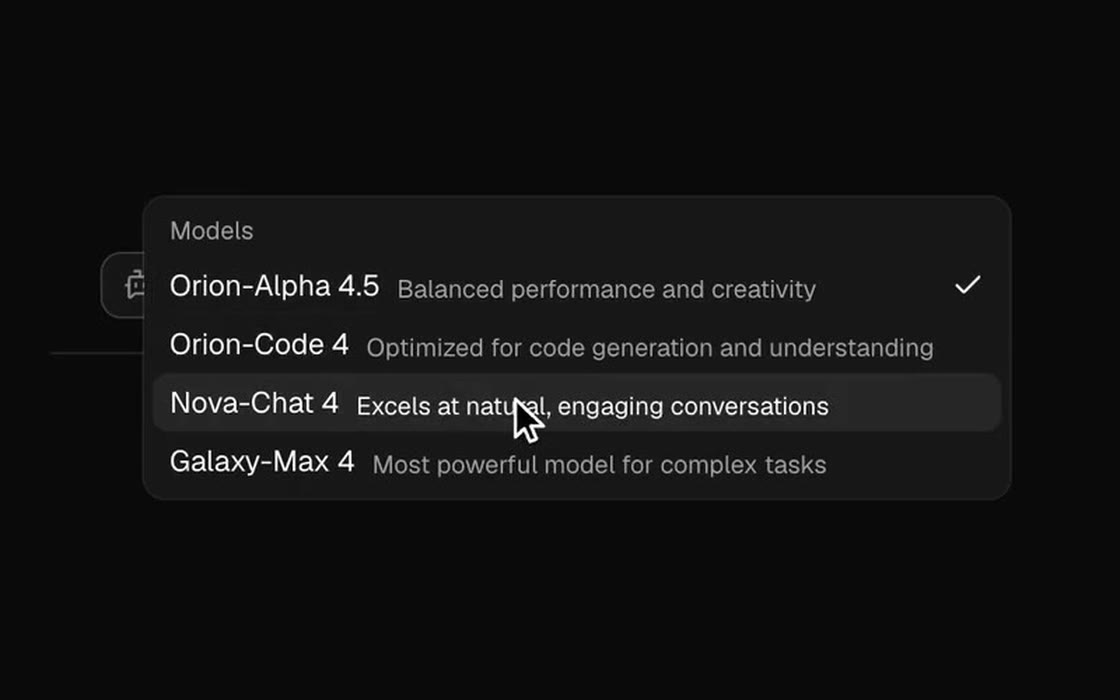 Models
Orion-Alpha 4.5 Balanced performance and creativity
Orion-Code 4 Optimized for code generation and understanding
Nova-Chat 4 Excels at natural, engaging conversations
Galaxy-Max 4 Most powerful model for complex tasks